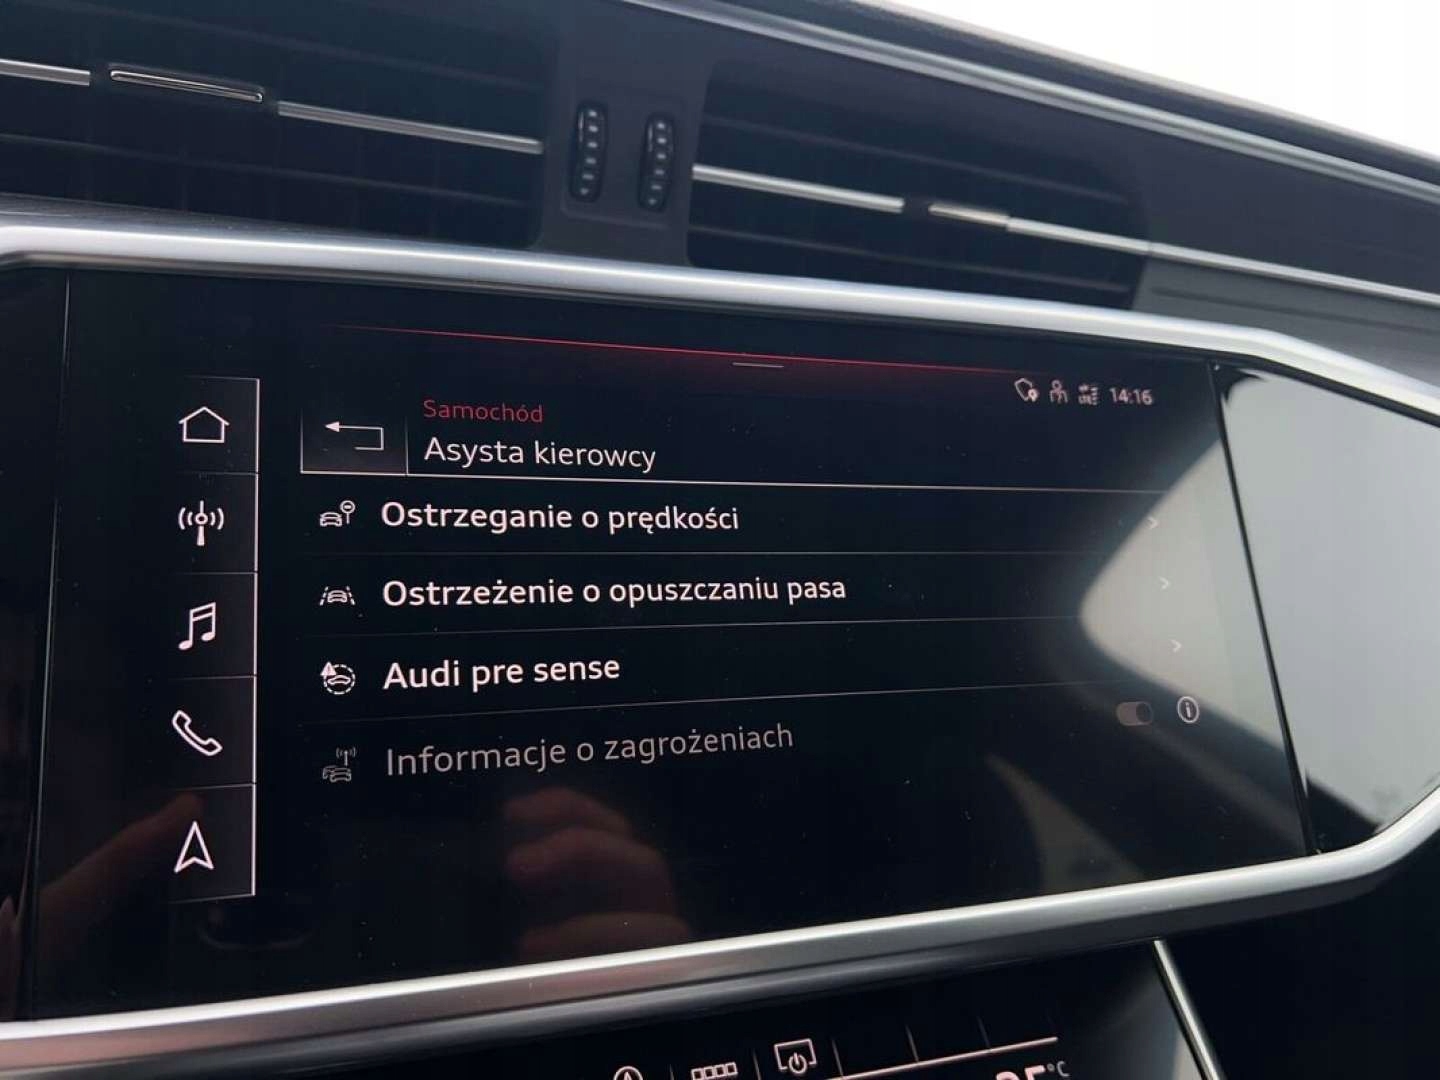 14:16
Samochód
Asysta kierowcy
Ostrzeganie o prędkości
Ostrzeżenie o opuszczaniu pasa
Audi pre sense
Informacje o zagrożeniach
°C